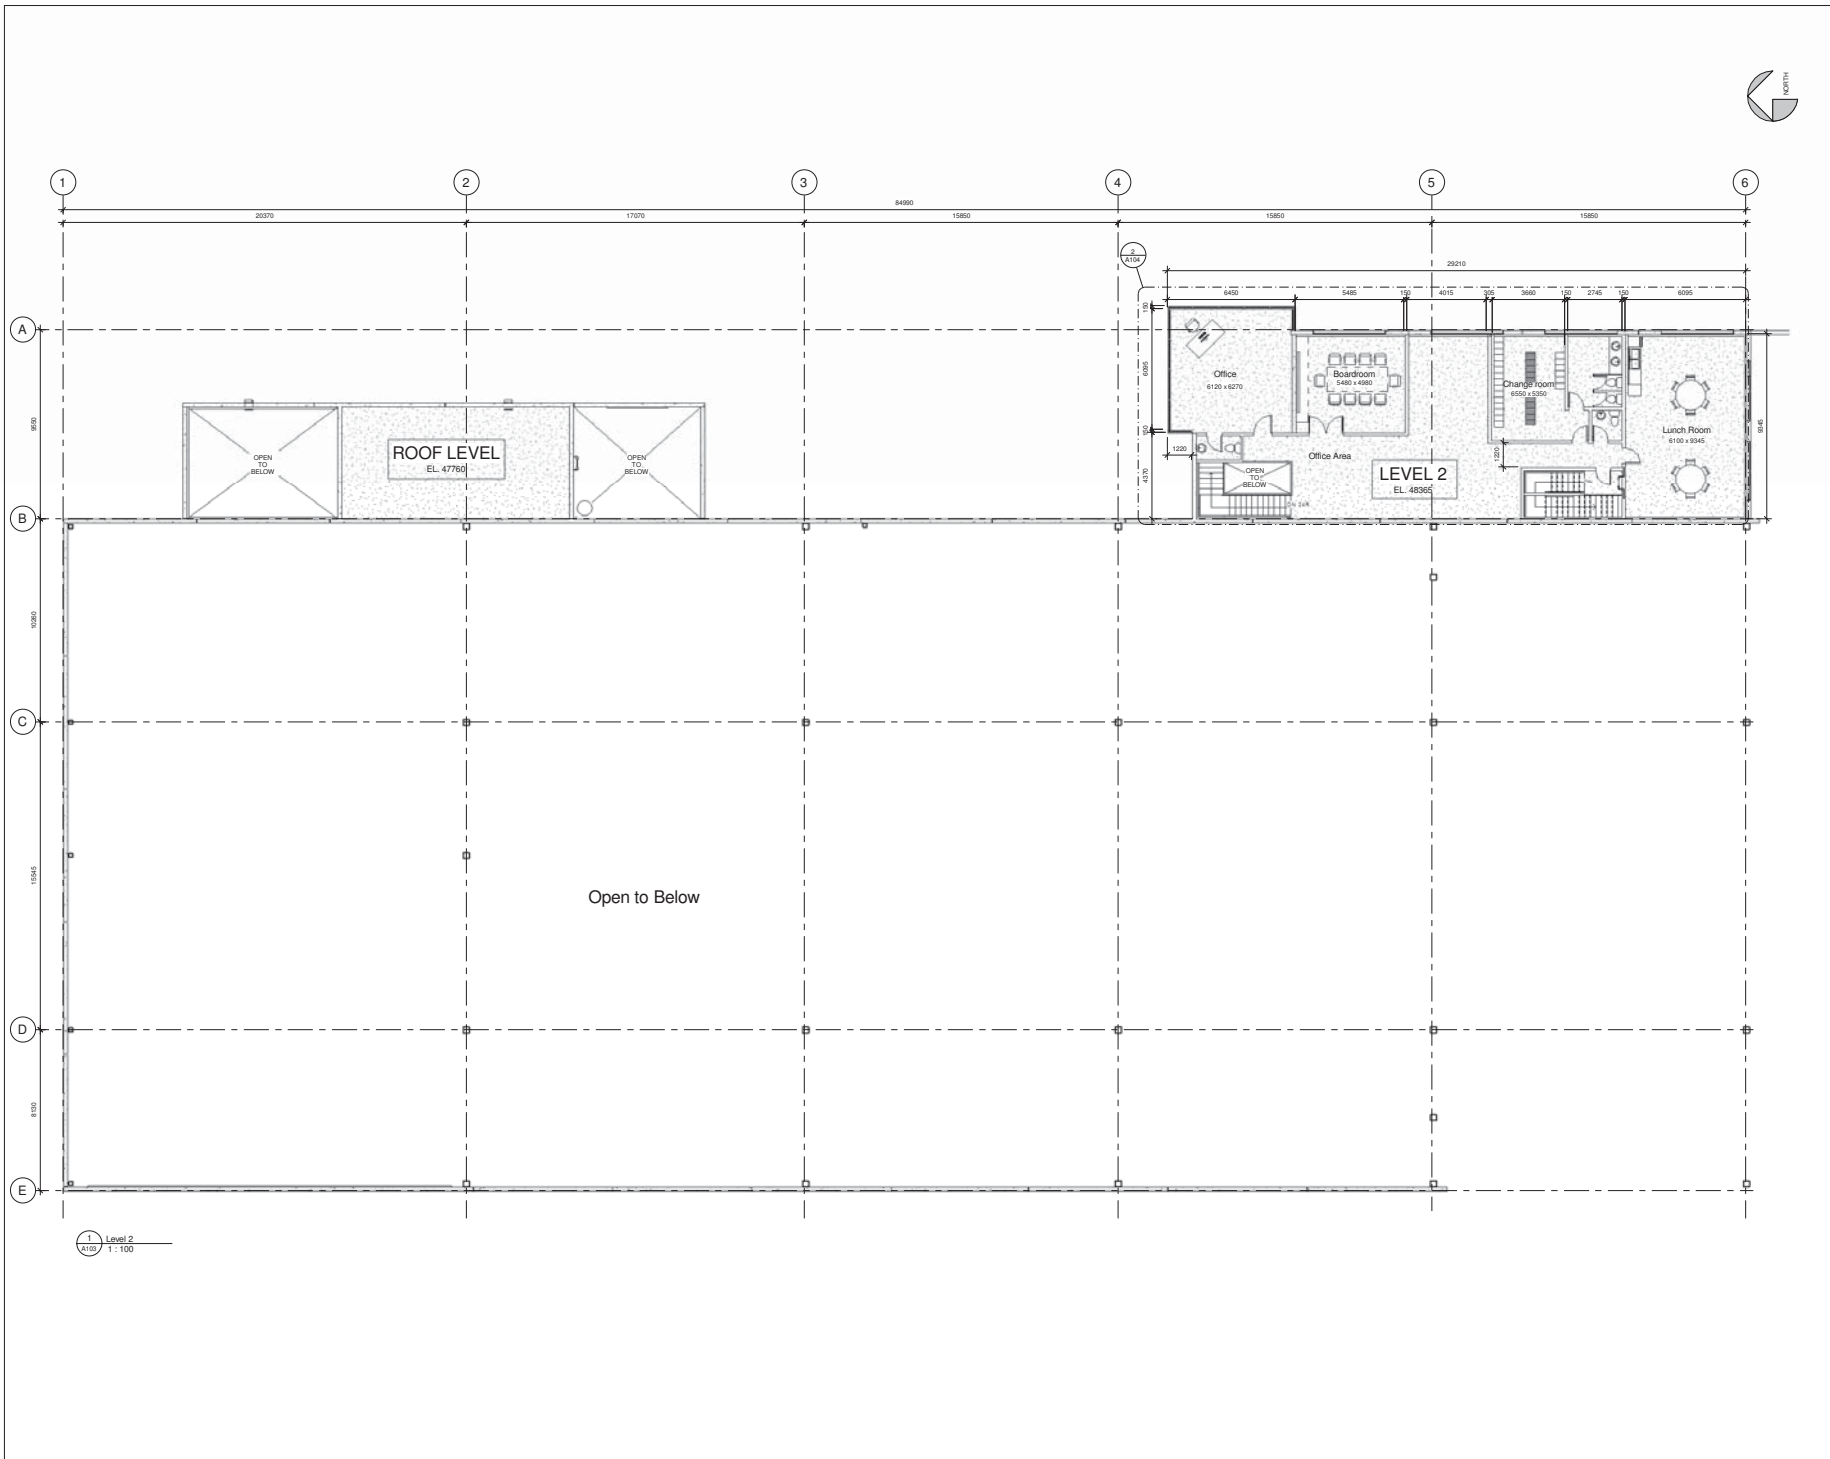 NORTH
1 2 3 4 5 6
84990
20370 17070 15850 15850 15850
2
A104
29210
6450 5485 150 4015 305 3660 150 2745 150 6095
A
B
C
D
E
9550
10260
15545
8130
150
6095
150
4370
1220
1220
9345
Office
6120 x 6270
Boardroom
5480 x 4980
Change room
6550 x 5350
Lunch Room
6100 x 9345
Office Area
LEVEL 2
EL. 48365
OPEN
TO
BELOW
OPEN
TO
BELOW
ROOF LEVEL
EL. 47760
OPEN
TO
BELOW
Open to Below
1
A103
Level 2
1 : 100